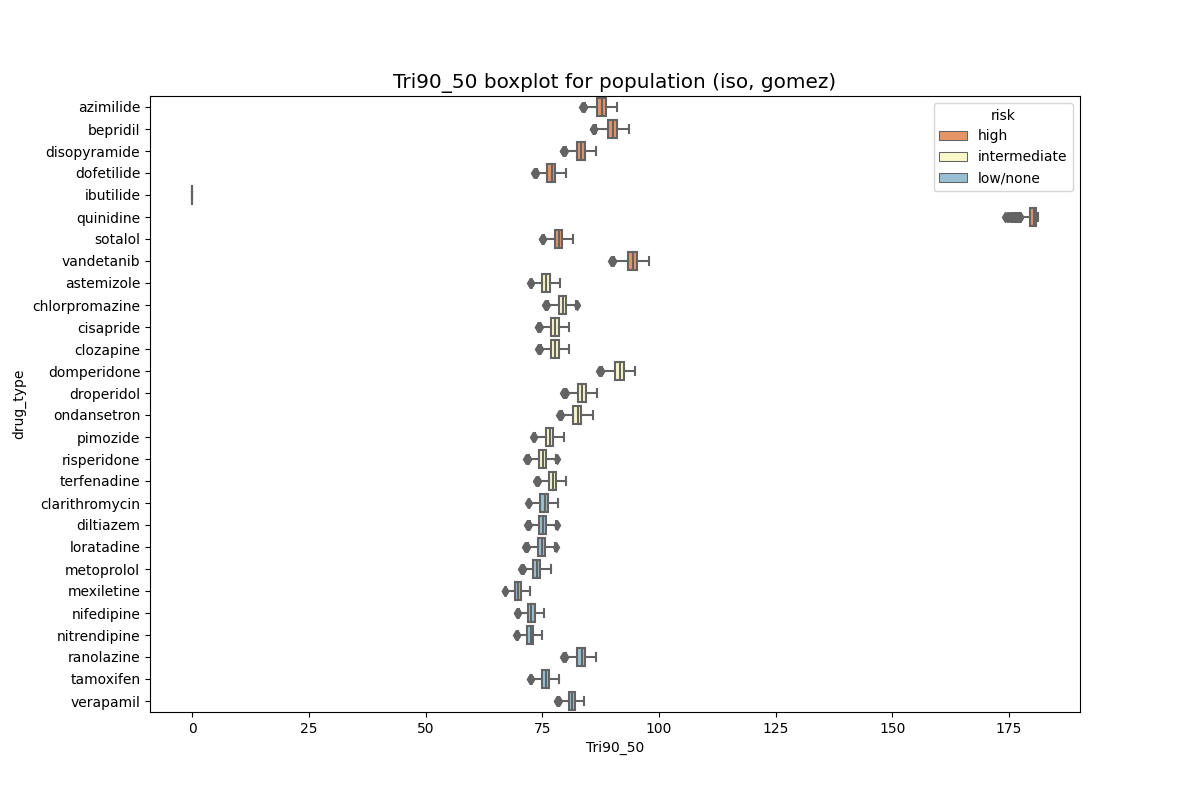 Tri90_50 boxplot for population (iso, gomez)
azimilide
bepridil
disopyramide
dofetilide
ibutilide
quinidine
sotalol
vandetanib
astemizole
chlorpromazine
cisapride
clozapine
domperidone
droperidol
ondansetron
pimozide
risperidone
terfenadine
clarithromycin
diltiazem
loratadine
metoprolol
mexiletine
nifedipine
nitrendipine
ranolazine
tamoxifen
verapamil
drug_type
risk
high
intermediate
low/none
0 25 50 75 100 125 150 175
Tri90_50